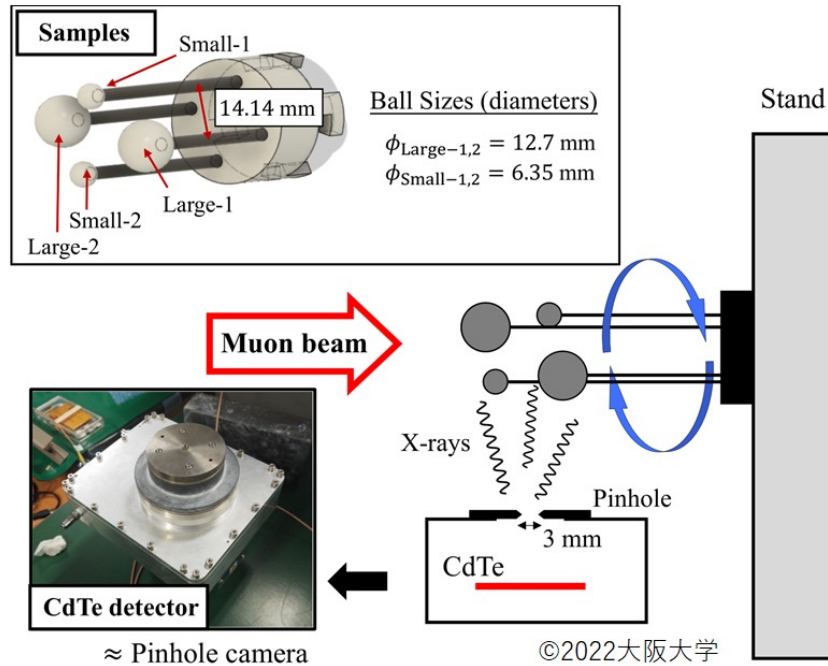 Samples
Small-1
14.14 mm
Ball Sizes (diameters)
ϕLarge−1,2 = 12.7 mm
ϕSmall−1,2 = 6.35 mm
Small-2
Large-1
Large-2
Stand
Muon beam
X-rays
Pinhole
3 mm
CdTe
CdTe detector
≈ Pinhole camera
©2022大阪大学